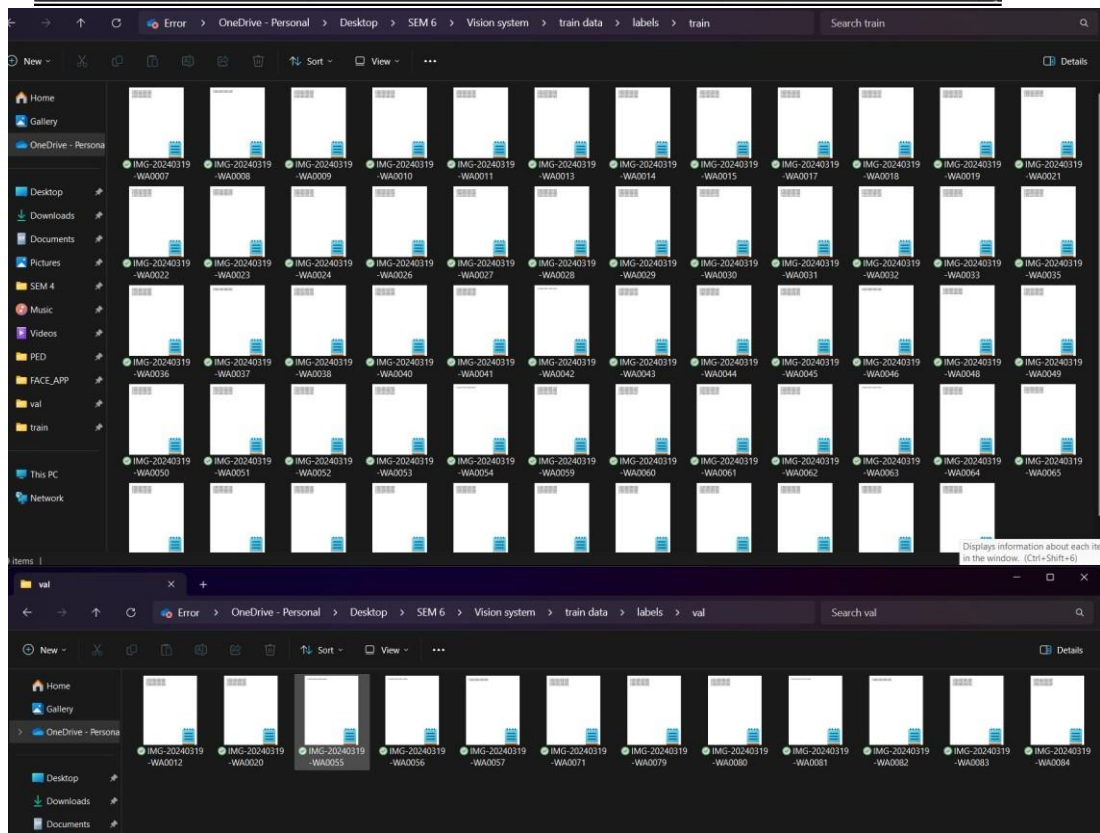 Error > OneDrive - Personal > Desktop > SEM 6 > Vision system > train data > labels > train
Search train
New
Sort
View
Details
Home
Gallery
OneDrive - Persona
Desktop
Downloads
Documents
Pictures
SEM 4
Music
Videos
PED
FACE_APP
val
train
This PC
Network
IMG-20240319 IMG-20240319 IMG-20240319 IMG-20240319 IMG-20240319 IMG-20240319 IMG-20240319 IMG-20240319 IMG-20240319 IMG-20240319 IMG-20240319 IMG-20240319
-WA0007 -WA0008 -WA0009 -WA0010 -WA0011 -WA0013 -WA0014 -WA0015 -WA0017 -WA0018 -WA0019 -WA0021
IMG-20240319 IMG-20240319 IMG-20240319 IMG-20240319 IMG-20240319 IMG-20240319 IMG-20240319 IMG-20240319 IMG-20240319 IMG-20240319 IMG-20240319 IMG-20240319
-WA0022 -WA0023 -WA0024 -WA0026 -WA0027 -WA0028 -WA0029 -WA0030 -WA0031 -WA0032 -WA0033 -WA0035
IMG-20240319 IMG-20240319 IMG-20240319 IMG-20240319 IMG-20240319 IMG-20240319 IMG-20240319 IMG-20240319 IMG-20240319 IMG-20240319 IMG-20240319 IMG-20240319
-WA0036 -WA0037 -WA0038 -WA0040 -WA0041 -WA0042 -WA0043 -WA0044 -WA0045 -WA0046 -WA0048 -WA0049
IMG-20240319 IMG-20240319 IMG-20240319 IMG-20240319 IMG-20240319 IMG-20240319 IMG-20240319 IMG-20240319 IMG-20240319 IMG-20240319 IMG-20240319 IMG-20240319
-WA0050 -WA0051 -WA0052 -WA0053 -WA0054 -WA0059 -WA0060 -WA0061 -WA0062 -WA0063 -WA0064 -WA0065
Displays information about each ite
in the window. (Ctrl+Shift+6)
items
val
Error > OneDrive - Personal > Desktop > SEM 6 > Vision system > train data > labels > val
Search val
New
Sort
View
Details
Home
Gallery
OneDrive - Persona
Desktop
Downloads
Documents
IMG-20240319 IMG-20240319 IMG-20240319 IMG-20240319 IMG-20240319 IMG-20240319 IMG-20240319 IMG-20240319 IMG-20240319 IMG-20240319 IMG-20240319 IMG-20240319
-WA0012 -WA0020 -WA0055 -WA0056 -WA0057 -WA0071 -WA0079 -WA0080 -WA0081 -WA0082 -WA0083 -WA0084